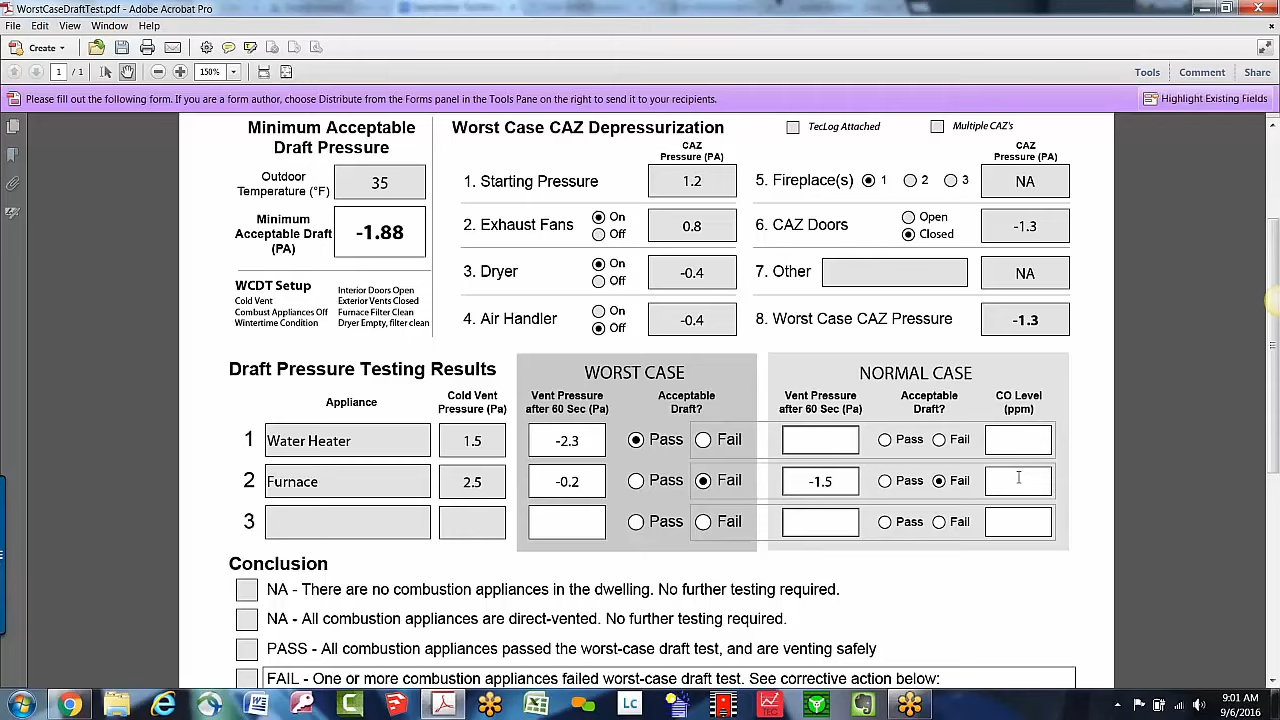 WorstCaseDraftTest.pdf - Adobe Acrobat Pro
File Edit View Window Help
Create
1 / 1 150% Tools Comment Share
Please fill out the following form. If you are a form author, choose Distribute from the Forms panel in the Tools Pane on the right to send it to your recipients. Highlight Existing Fields
Minimum Acceptable
Draft Pressure
Outdoor
Temperature (°F) 35
Minimum
Acceptable Draft
(PA) -1.88
WCDT Setup
Cold Vent
Combust Appliances Off
Wintertime Condition
Interior Doors Open
Exterior Vents Closed
Furnace Filter Clean
Dryer Empty, filter clean
Worst Case CAZ Depressurization
TecLog Attached Multiple CAZ's
CAZ
Pressure (PA)
1. Starting Pressure 1.2
2. Exhaust Fans On Off 0.8
3. Dryer On Off -0.4
4. Air Handler On Off -0.4
CAZ
Pressure (PA)
5. Fireplace(s) 1 2 3 NA
6. CAZ Doors Open Closed -1.3
7. Other NA
8. Worst Case CAZ Pressure -1.3
Draft Pressure Testing Results
WORST CASE NORMAL CASE
Appliance
Cold Vent
Pressure (Pa)
Vent Pressure
after 60 Sec (Pa)
Acceptable
Draft?
Vent Pressure
after 60 Sec (Pa)
Acceptable
Draft?
CO Level
(ppm)
1 Water Heater 1.5 -2.3 Pass Fail Pass Fail
2 Furnace 2.5 -0.2 Pass Fail -1.5 Pass Fail
3 Pass Fail Pass Fail
Conclusion
NA - There are no combustion appliances in the dwelling. No further testing required.
NA - All combustion appliances are direct-vented. No further testing required.
PASS - All combustion appliances passed the worst-case draft test, and are venting safely
FAIL - One or more combustion appliances failed worst-case draft test. See corrective action below:
LC
9:01 AM
9/6/2016